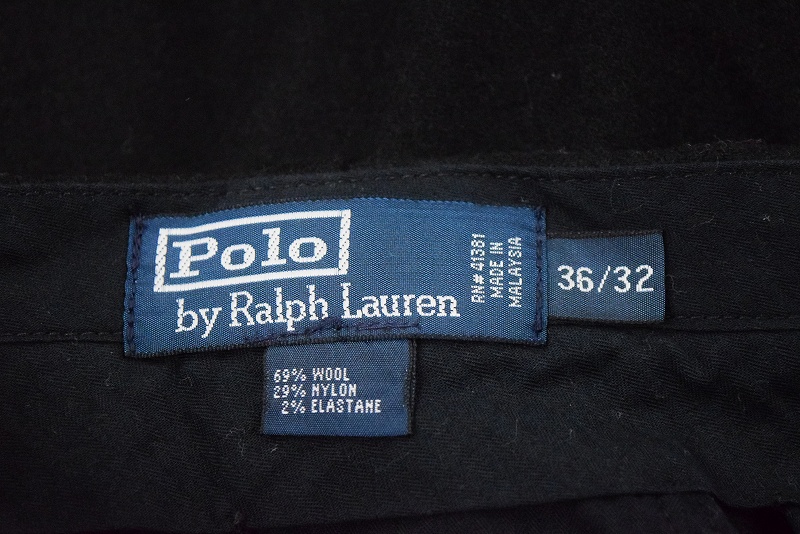 Polo
by Ralph Lauren
RN# 41381
MADE IN
MALAYSIA
36/32
69% WOOL
29% NYLON
2% ELASTANE